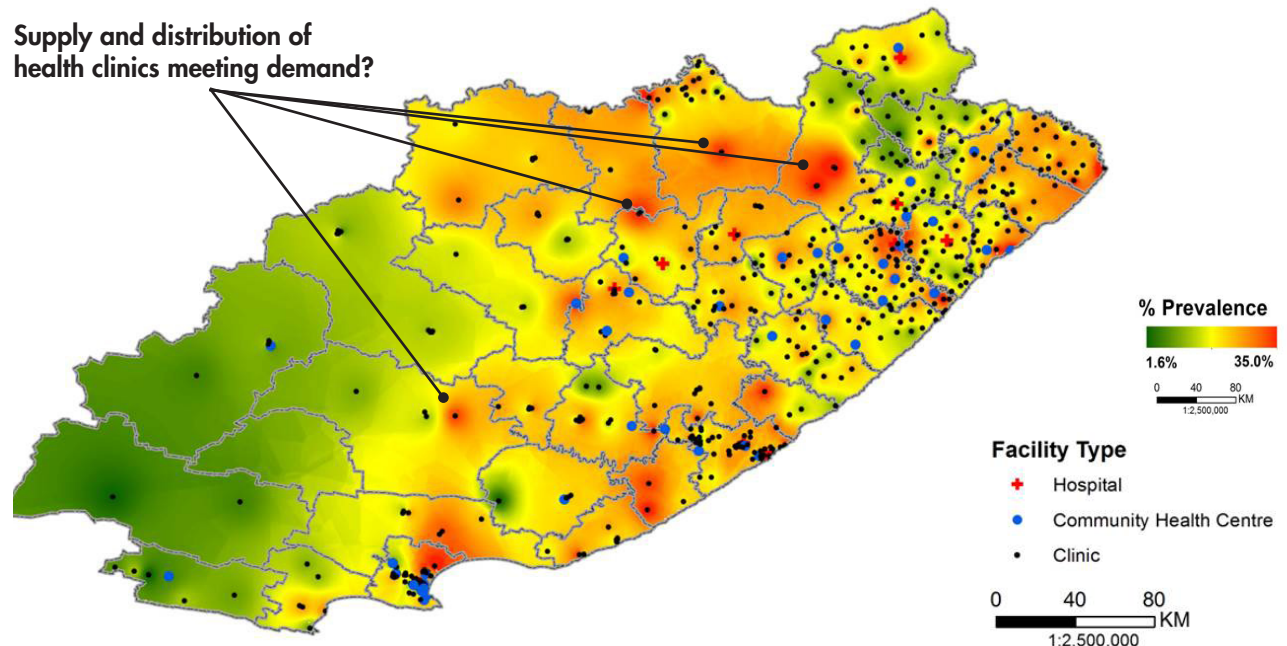 Supply and distribution of
health clinics meeting demand?
% Prevalence
1.6% 35.0%
0 40 80
KM
1:2,500,000
Facility Type
Hospital
Community Health Centre
Clinic
0 40 80
KM
1:2,500,000